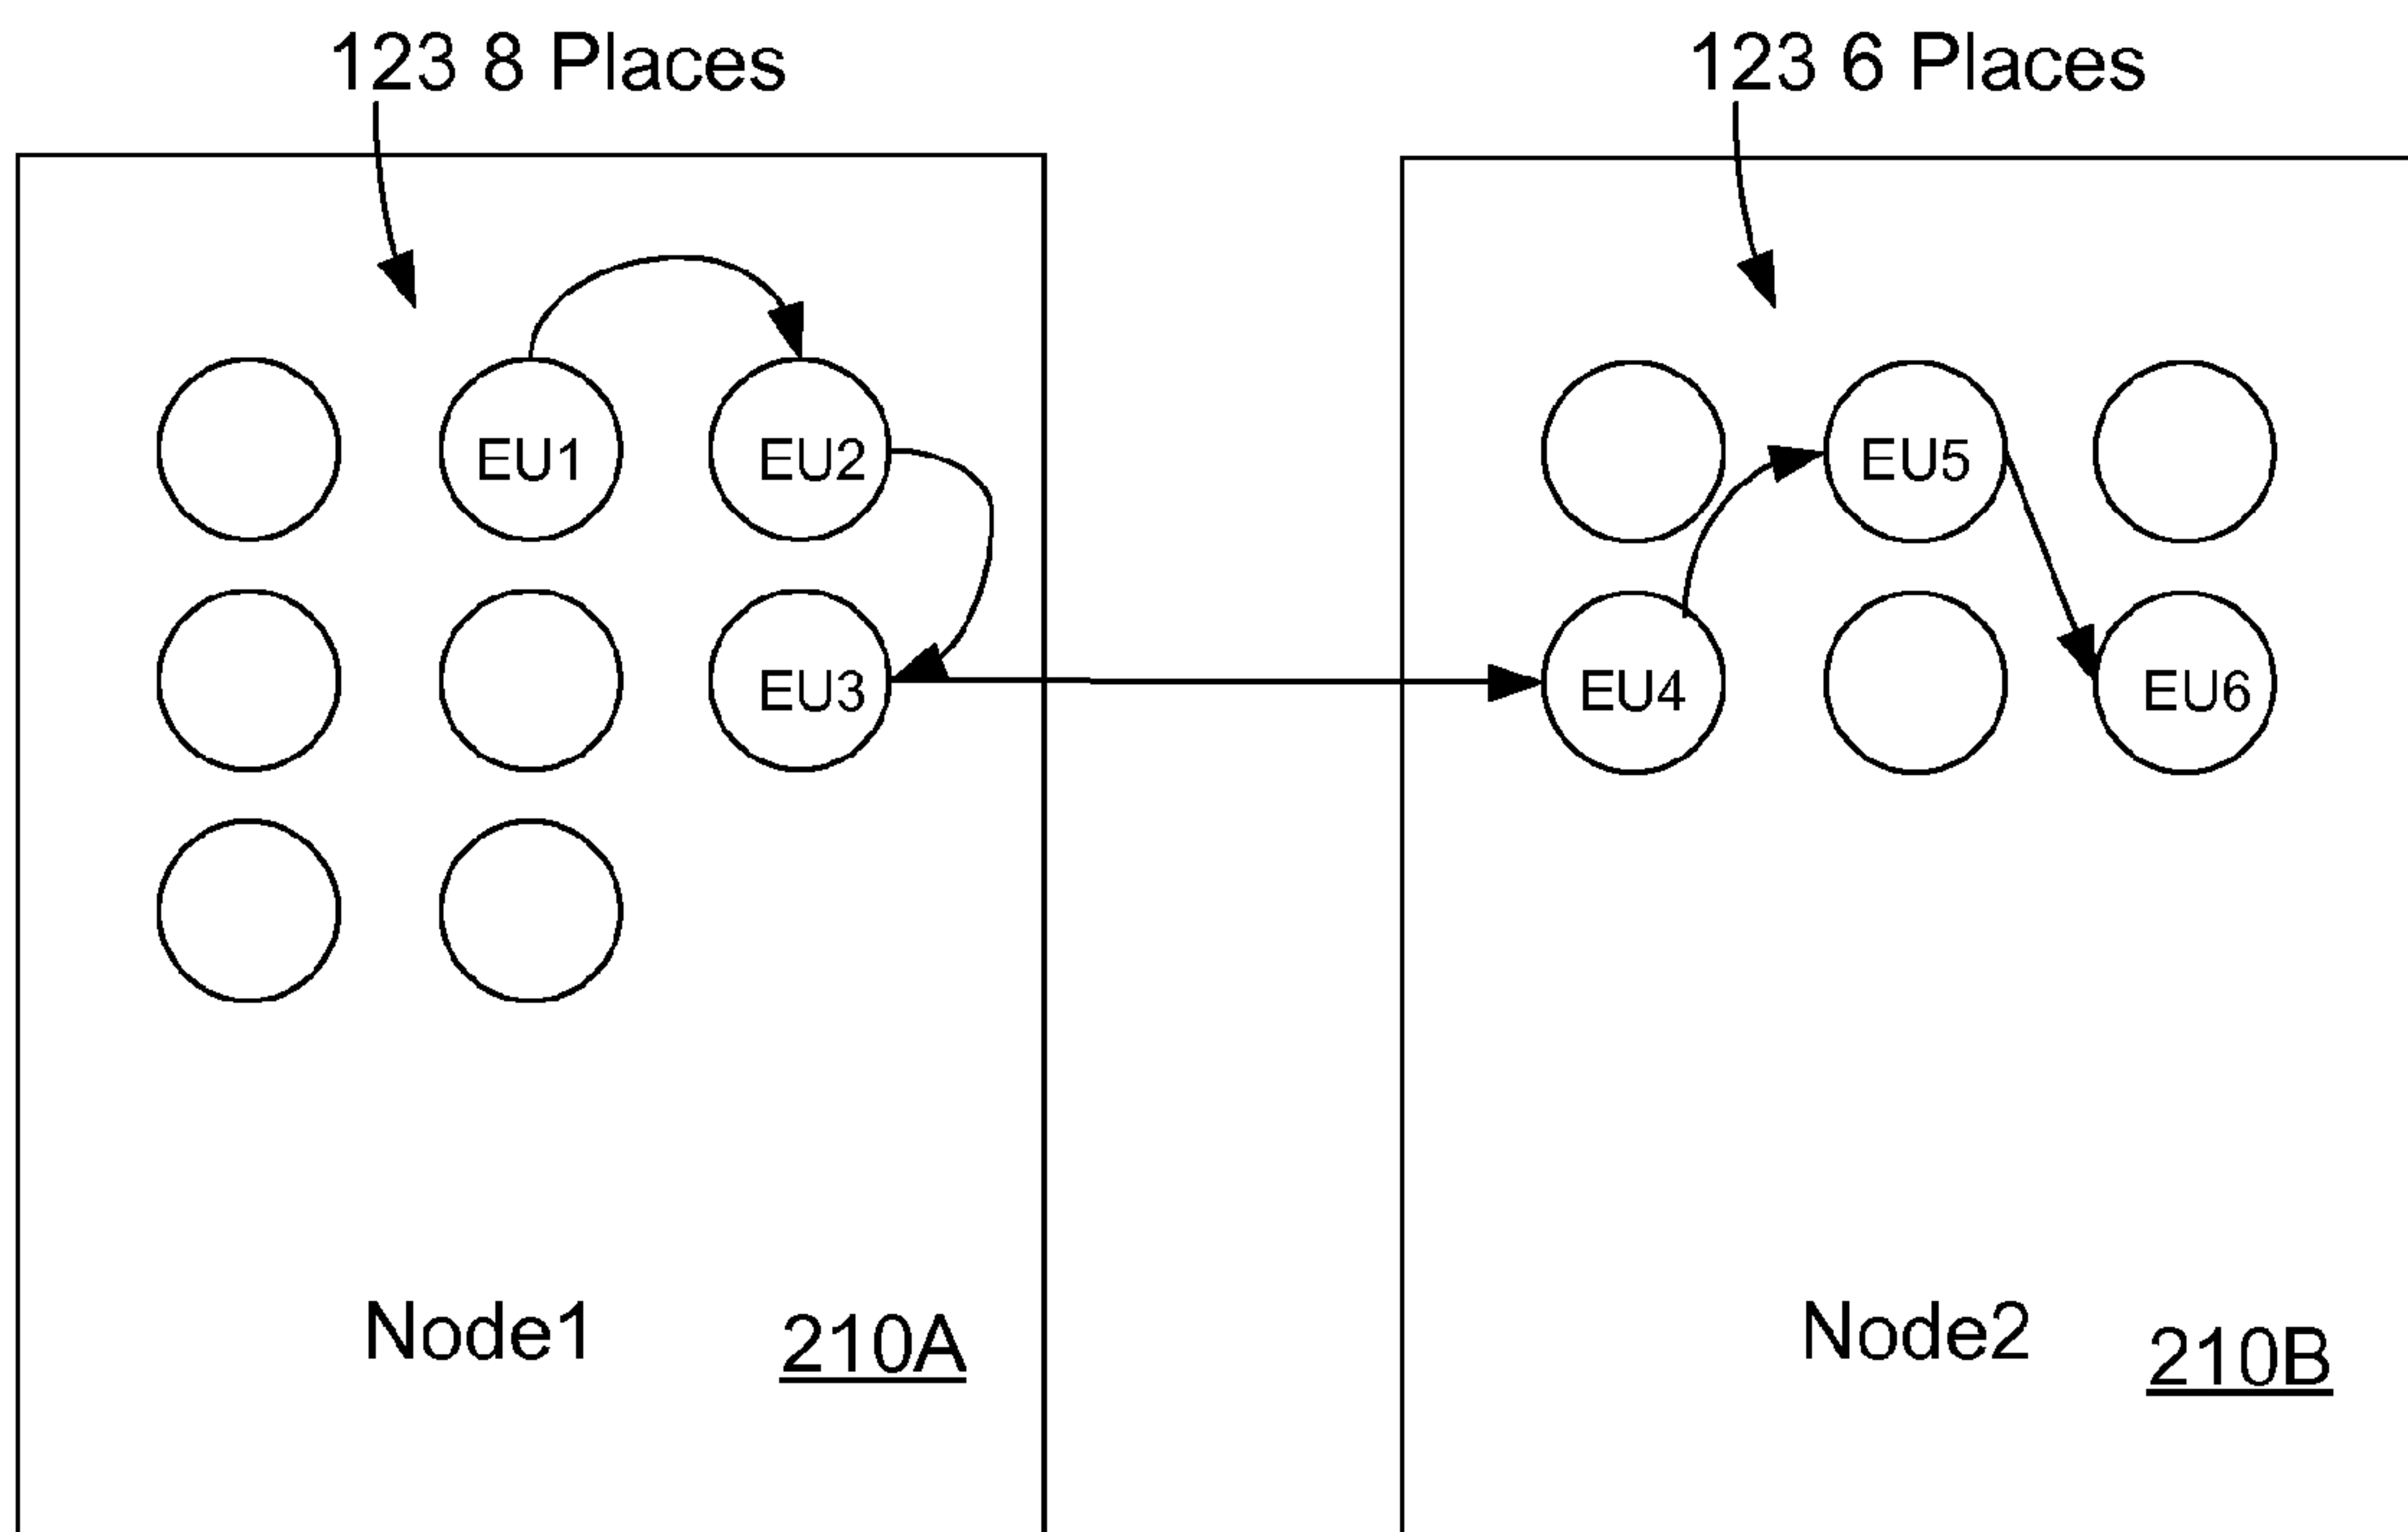 123 8 Places
123 6 Places
EU1
EU2
EU5
EU3
EU4
EU6
Node1
210A
Node2
210B